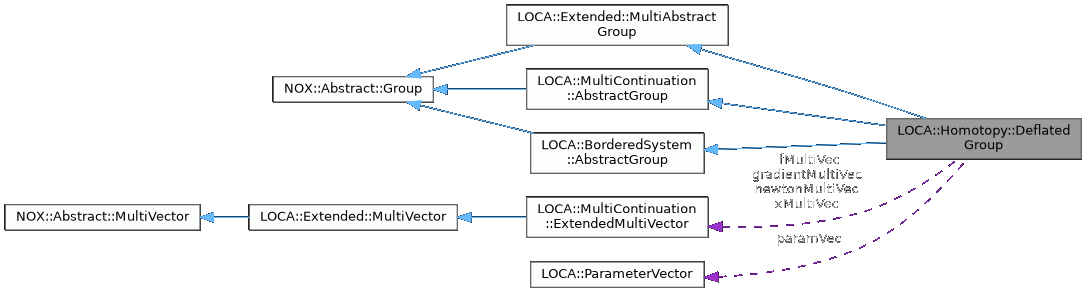 LOCA::Extended::MultiAbstract
Group
NOX::Abstract::Group
LOCA::MultiContinuation
::AbstractGroup
LOCA::Homotopy::Deflated
Group
LOCA::BorderedSystem
::AbstractGroup
fMultiVec
gradientMultiVec
newtonMultiVec
xMultiVec
NOX::Abstract::MultiVector
LOCA::Extended::MultiVector
LOCA::MultiContinuation
::ExtendedMultiVector
paramVec
LOCA::ParameterVector